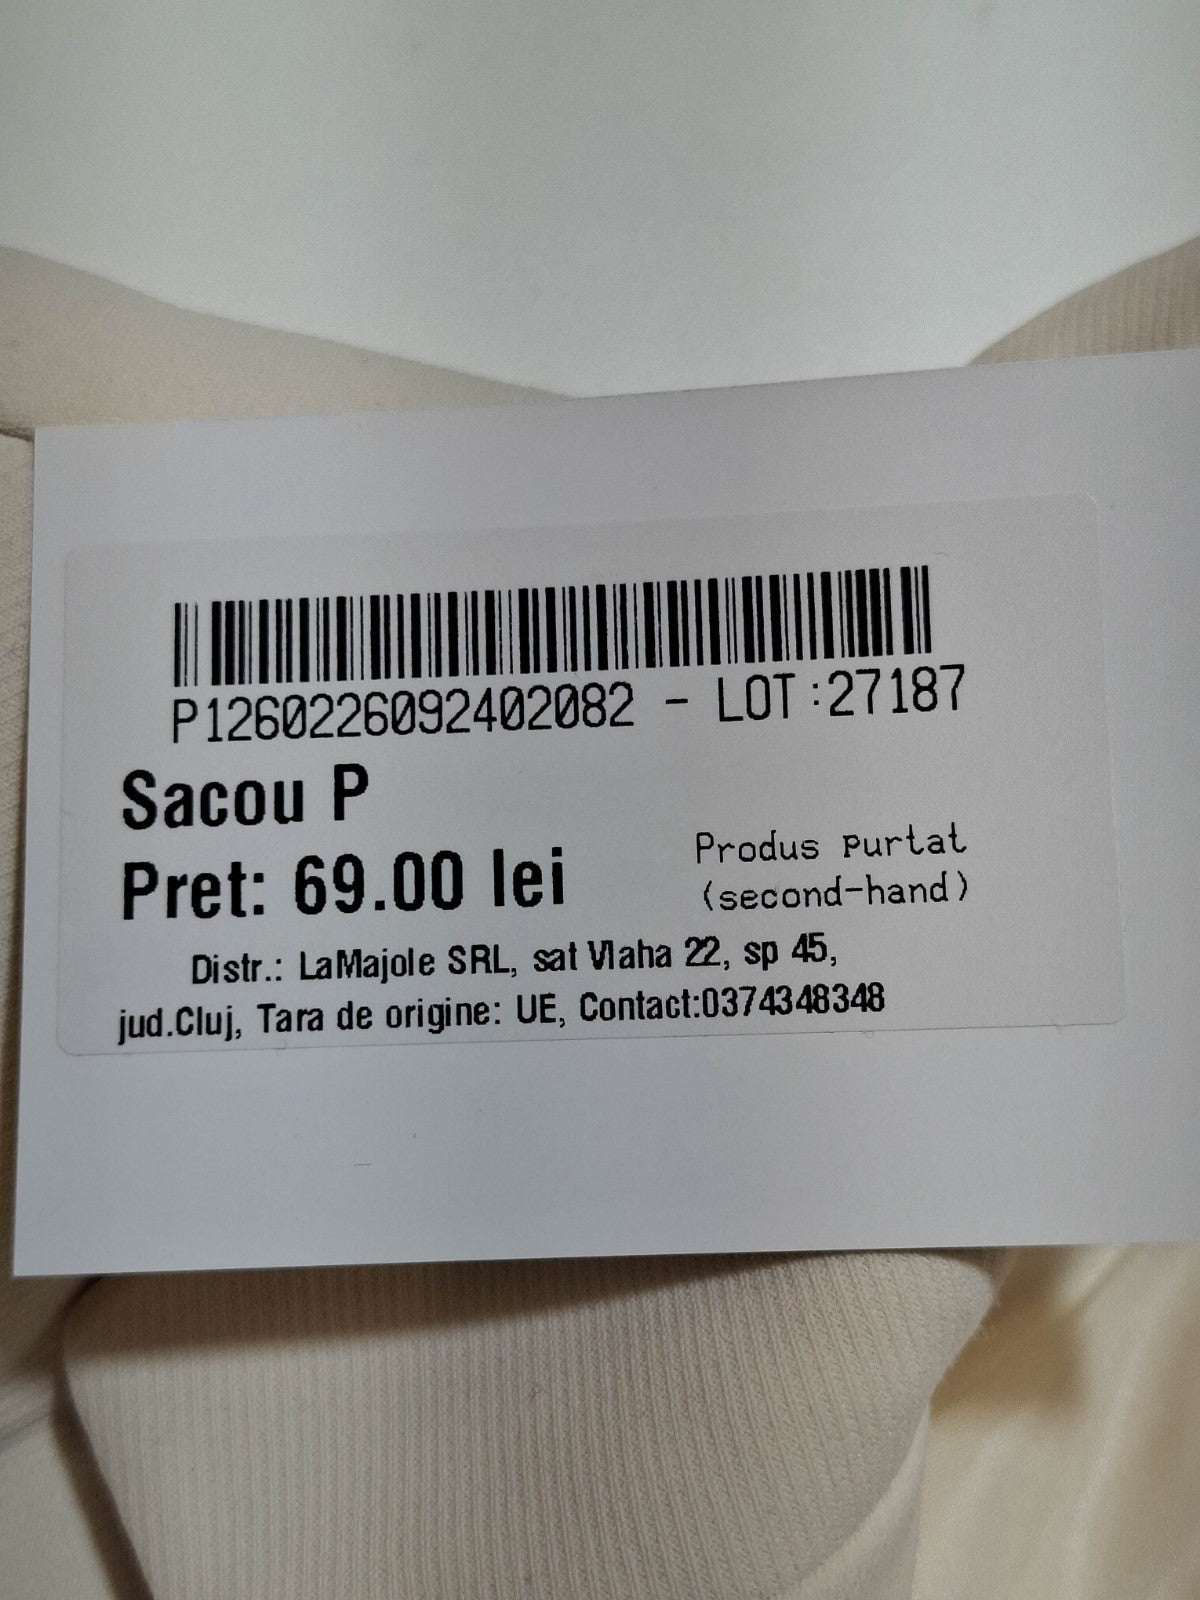 P1260226092402082 - LOT:27187
Sacou P
Pret: 69.00 lei
Produs purtat
(second-hand)
Distr.: LaMajole SRL, sat Vlaha 22, sp 45,
jud.Cluj, Tara de origine: UE, Contact:0374348348